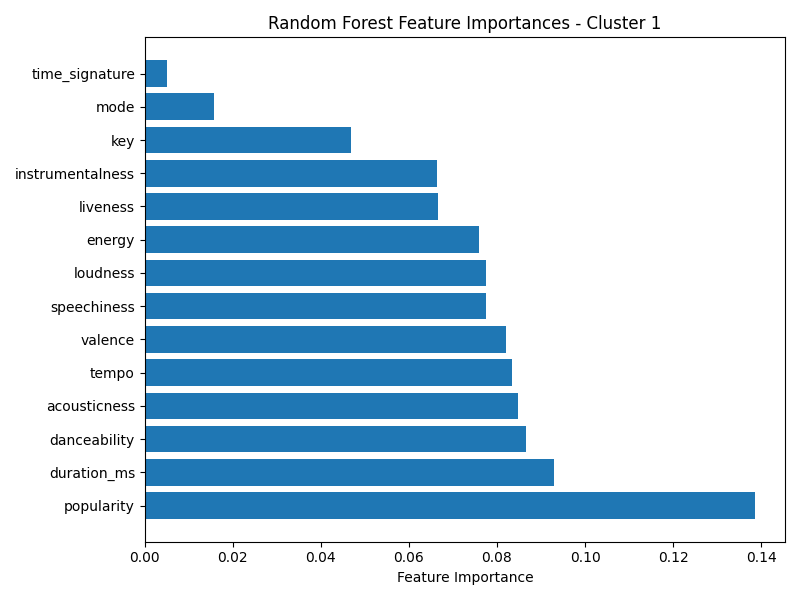 Random Forest Feature Importances - Cluster 1
time_signature
mode
key
instrumentalness
liveness
energy
loudness
speechiness
valence
tempo
acousticness
danceability
duration_ms
popularity
0.00 0.02 0.04 0.06 0.08 0.10 0.12 0.14
Feature Importance